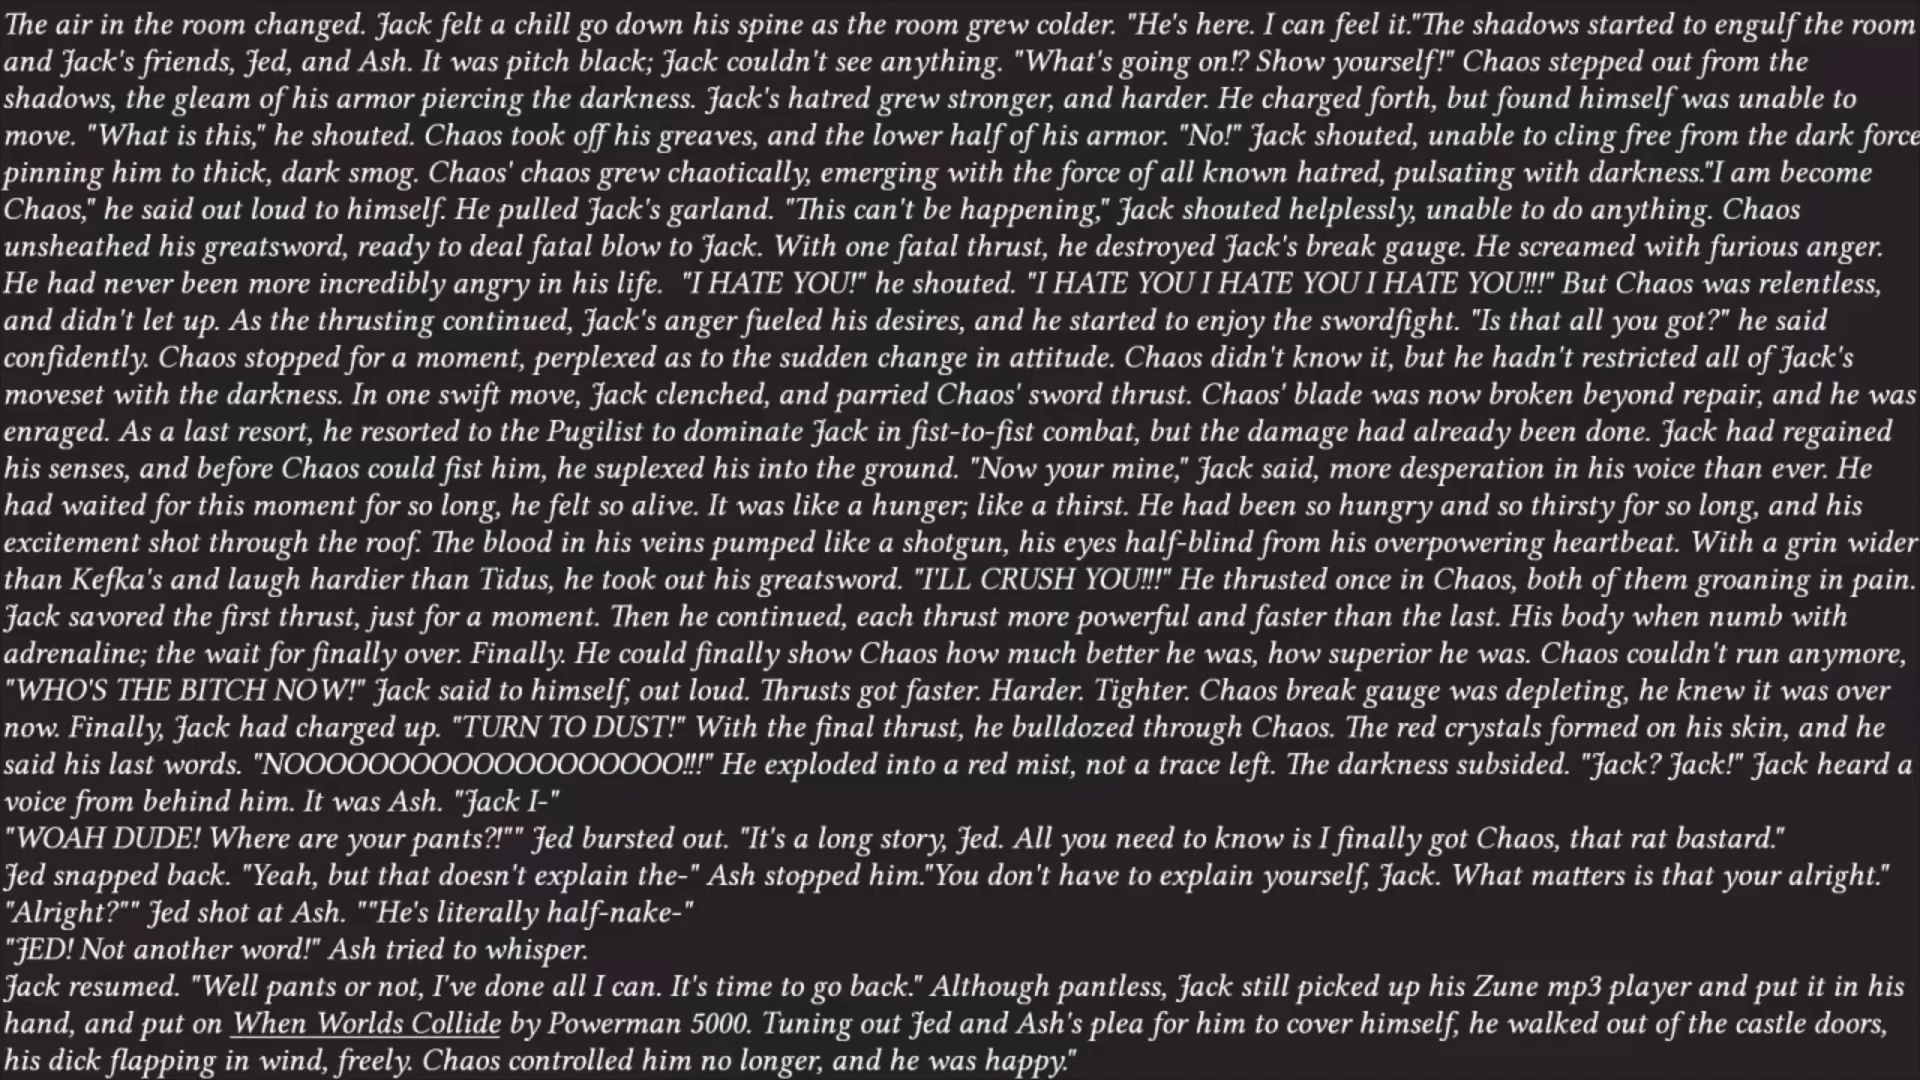 The air in the room changed. Jack felt a chill go down his spine as the room grew colder. "He's here. I can feel it."The shadows started to engulf the room
and Jack's friends, Jed, and Ash. It was pitch black; Jack couldn't see anything. "What's going on!? Show yourself!" Chaos stepped out from the
shadows, the gleam of his armor piercing the darkness. Jack's hatred grew stronger, and harder. He charged forth, but found himself was unable to
move. "What is this," he shouted. Chaos took off his greaves, and the lower half of his armor. "No!" Jack shouted, unable to cling free from the dark force
pinning him to thick, dark smog. Chaos' chaos grew chaotically, emerging with the force of all known hatred, pulsating with darkness."I am become
Chaos," he said out loud to himself. He pulled Jack's garland. "This can't be happening," Jack shouted helplessly, unable to do anything. Chaos
unsheathed his greatsword, ready to deal fatal blow to Jack. With one fatal thrust, he destroyed Jack's break gauge. He screamed with furious anger.
He had never been more incredibly angry in his life.  "I HATE YOU!" he shouted. "I HATE YOU I HATE YOU I HATE YOU!!!" But Chaos was relentless,
and didn't let up. As the thrusting continued, Jack's anger fueled his desires, and he started to enjoy the swordfight. "Is that all you got?" he said
confidently. Chaos stopped for a moment, perplexed as to the sudden change in attitude. Chaos didn't know it, but he hadn't restricted all of Jack's
moveset with the darkness. In one swift move, Jack clenched, and parried Chaos' sword thrust. Chaos' blade was now broken beyond repair, and he was
enraged. As a last resort, he resorted to the Pugilist to dominate Jack in fist-to-fist combat, but the damage had already been done. Jack had regained
his senses, and before Chaos could fist him, he suplexed his into the ground. "Now your mine," Jack said, more desperation in his voice than ever. He
had waited for this moment for so long, he felt so alive. It was like a hunger; like a thirst. He had been so hungry and so thirsty for so long, and his
excitement shot through the roof. The blood in his veins pumped like a shotgun, his eyes half-blind from his overpowering heartbeat. With a grin wider
than Kefka's and laugh hardier than Tidus, he took out his greatsword. "I'LL CRUSH YOU!!!" He thrusted once in Chaos, both of them groaning in pain.
Jack savored the first thrust, just for a moment. Then he continued, each thrust more powerful and faster than the last. His body when numb with
adrenaline; the wait for finally over. Finally. He could finally show Chaos how much better he was, how superior he was. Chaos couldn't run anymore,
"WHO'S THE BITCH NOW!" Jack said to himself, out loud. Thrusts got faster. Harder. Tighter. Chaos break gauge was depleting, he knew it was over
now. Finally, Jack had charged up. "TURN TO DUST!" With the final thrust, he bulldozed through Chaos. The red crystals formed on his skin, and he
said his last words. "NOOOOOOOOOOOOOOOOOOOO!!!" He exploded into a red mist, not a trace left. The darkness subsided. "Jack? Jack!" Jack heard a
voice from behind him. It was Ash. "Jack I-"
"WOAH DUDE! Where are your pants?!"" Jed bursted out. "It's a long story, Jed. All you need to know is I finally got Chaos, that rat bastard."
Jed snapped back. "Yeah, but that doesn't explain the-" Ash stopped him."You don't have to explain yourself, Jack. What matters is that your alright."
"Alright?"" Jed shot at Ash. ""He's literally half-nake-"
"JED! Not another word!" Ash tried to whisper.
Jack resumed. "Well pants or not, I've done all I can. It's time to go back." Although pantless, Jack still picked up his Zune mp3 player and put it in his
hand, and put on When Worlds Collide by Powerman 5000. Tuning out Jed and Ash's plea for him to cover himself, he walked out of the castle doors,
his dick flapping in wind, freely. Chaos controlled him no longer, and he was happy."